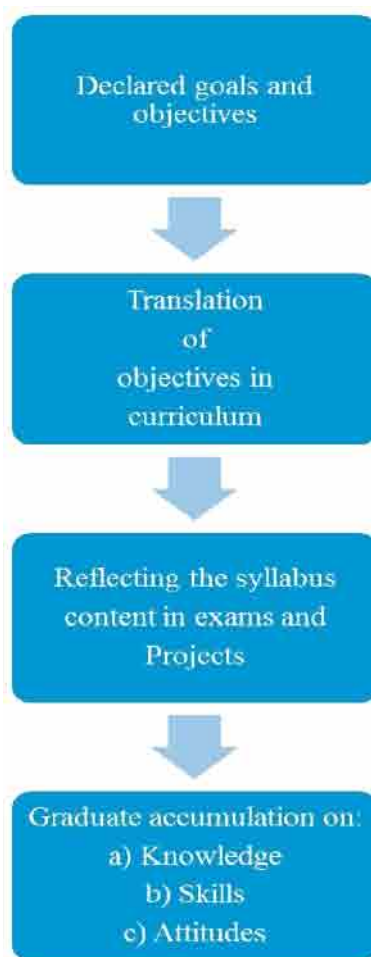 Declared goals and
objectives
Translation
of
objectives in
curriculum
Reflecting the syllabus
content in exams and
Projects
Graduate accumulation on:
a) Knowledge
b) Skills
c) Attitudes